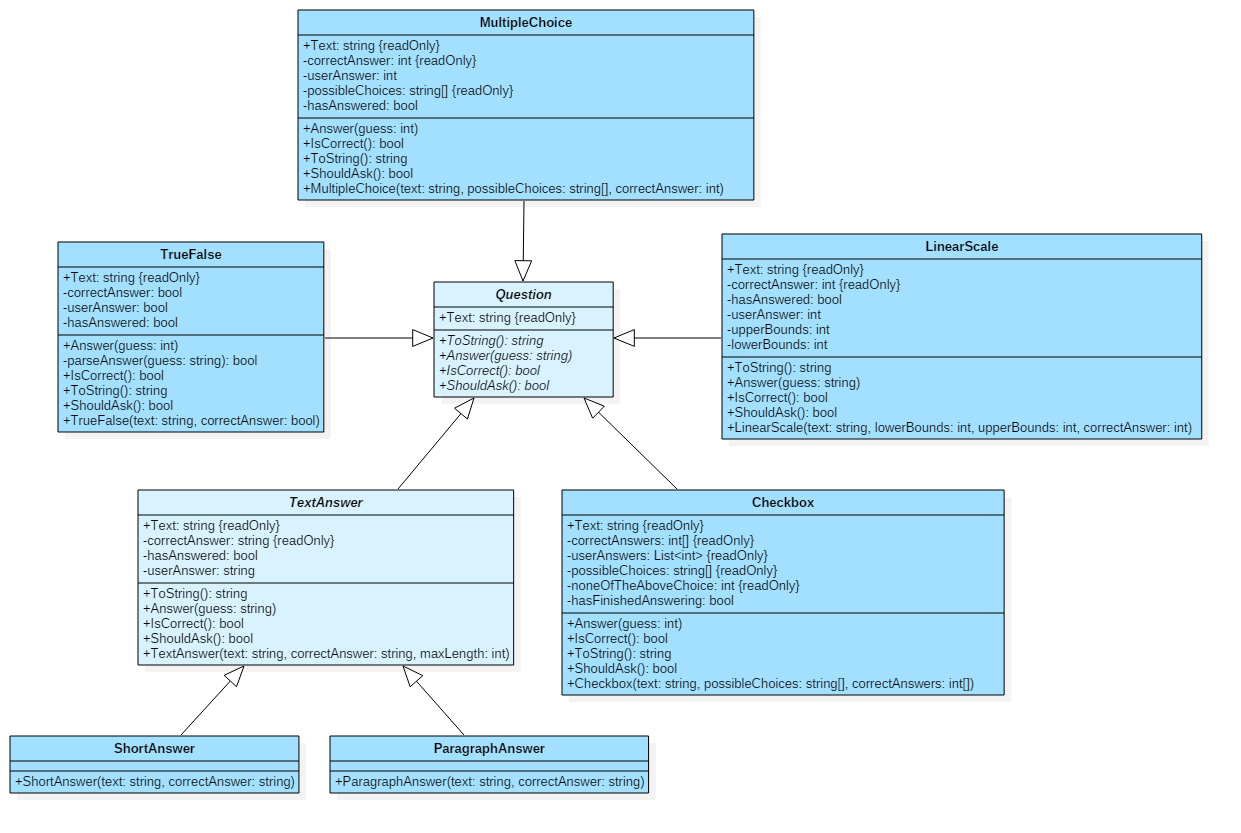 MultipleChoice
+Text: string {readOnly}
-correctAnswer: int {readOnly}
-userAnswer: int
-possibleChoices: string[] {readOnly}
-hasAnswered: bool
+Answer(guess: int)
+IsCorrect(): bool
+ToString(): string
+ShouldAsk(): bool
+MultipleChoice(text: string, possibleChoices: string[], correctAnswer: int)
TrueFalse
+Text: string {readOnly}
-correctAnswer: bool
-userAnswer: bool
-hasAnswered: bool
+Answer(guess: int)
-parseAnswer(guess: string): bool
+IsCorrect(): bool
+ToString(): string
+ShouldAsk(): bool
+TrueFalse(text: string, correctAnswer: bool)
Question
+Text: string {readOnly}
+ToString(): string
+Answer(guess: string)
+IsCorrect(): bool
+ShouldAsk(): bool
LinearScale
+Text: string {readOnly}
-correctAnswer: int {readOnly}
-hasAnswered: bool
-userAnswer: int
-upperBounds: int
-lowerBounds: int
+ToString(): string
+Answer(guess: string)
+IsCorrect(): bool
+ShouldAsk(): bool
+LinearScale(text: string, lowerBounds: int, upperBounds: int, correctAnswer: int)
TextAnswer
+Text: string {readOnly}
-correctAnswer: string {readOnly}
-hasAnswered: bool
-userAnswer: string
+ToString(): string
+Answer(guess: string)
+IsCorrect(): bool
+ShouldAsk(): bool
+TextAnswer(text: string, correctAnswer: string, maxLength: int)
Checkbox
+Text: string {readOnly}
-correctAnswers: int[] {readOnly}
-userAnswers: List<int> {readOnly}
-possibleChoices: string[] {readOnly}
-noneOfTheAboveChoice: int {readOnly}
-hasFinishedAnswering: bool
+Answer(guess: int)
+IsCorrect(): bool
+ToString(): string
+ShouldAsk(): bool
+Checkbox(text: string, possibleChoices: string[], correctAnswers: int[])
ShortAnswer
+ShortAnswer(text: string, correctAnswer: string)
ParagraphAnswer
+ParagraphAnswer(text: string, correctAnswer: string)